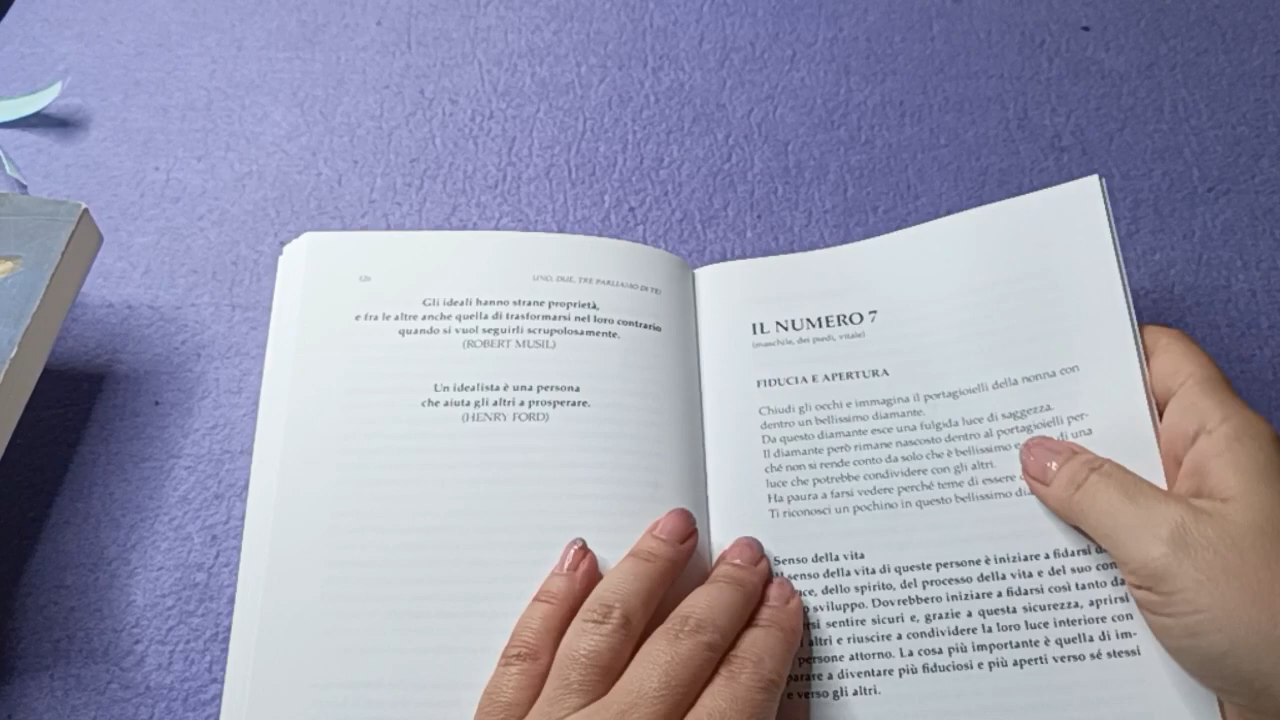 UNO, DUE, TRE PARLIAMO DI TE!
Gli ideali hanno strane proprietà,
e fra le altre anche quella di trasformarsi nel loro contrario
quando si vuol seguirli scrupolosamente.
(ROBERT MUSIL)
Un idealista è una persona
che aiuta gli altri a prosperare.
(HENRY FORD)
IL NUMERO 7
(maschile, dei piedi, vitale)
FIDUCIA E APERTURA
Chiudi gli occhi e immagina il portagioielli della nonna con
dentro un bellissimo diamante.
Da questo diamante esce una fulgida luce di saggezza.
Il diamante però rimane nascosto dentro al portagioielli per-
ché non si rende conto da solo che è bellissimo e di una
luce che potrebbe condividere con gli altri.
Ha paura a farsi vedere perché teme di essere
Ti riconosci un pochino in questo bellissimo
Senso della vita
senso della vita di queste persone è iniziare a fidarsi
dello spirito, del processo della vita e del suo con
sviluppo. Dovrebbero iniziare a fidarsi così tanto da
sentire sicuri e, grazie a questa sicurezza, aprirsi
altri e riuscire a condividere la loro luce interiore con
persone attorno. La cosa più importante è quella di im-
parare a diventare più fiduciosi e più aperti verso sé stessi
e verso gli altri.